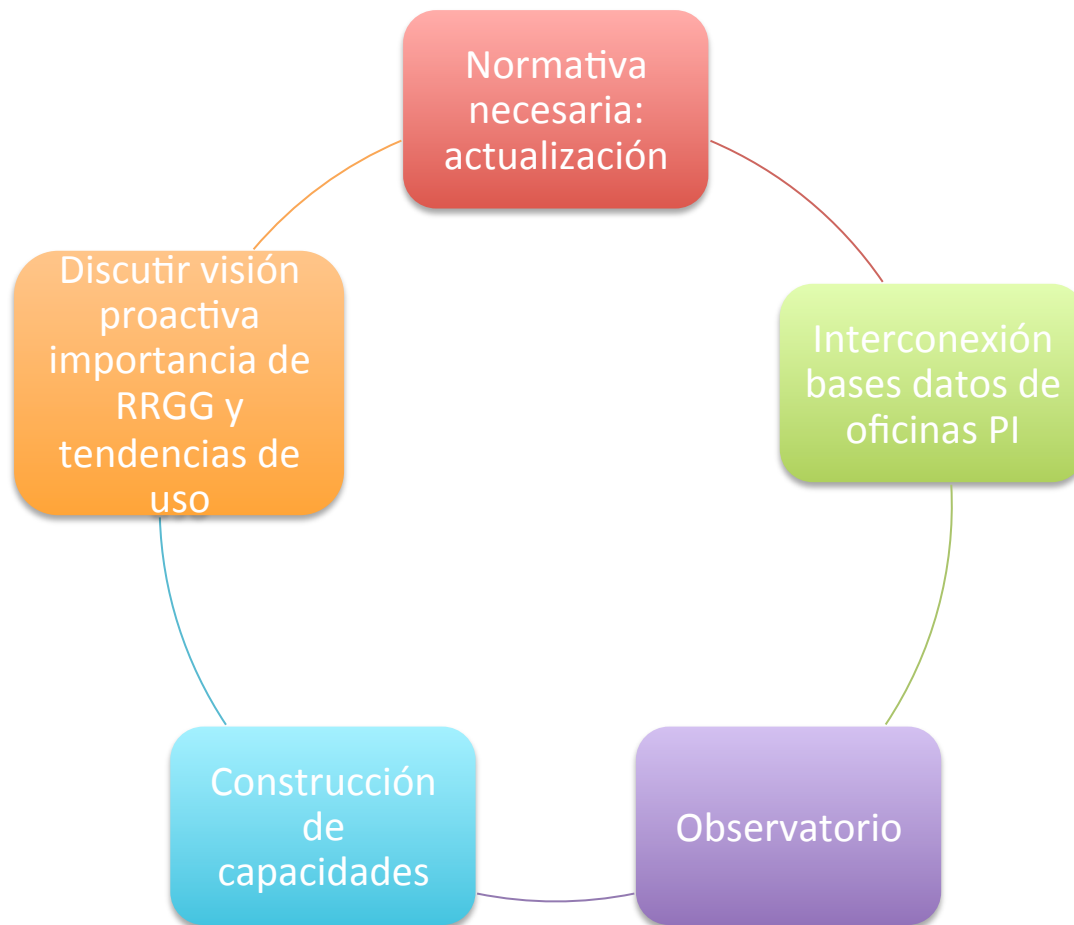 Normativa
necesaria:
actualización
Discutir visión
proactiva
importancia de
RRGG y
tendencias de
uso
Interconexión
bases datos de
oficinas PI
Construcción
de
capacidades
Observatorio